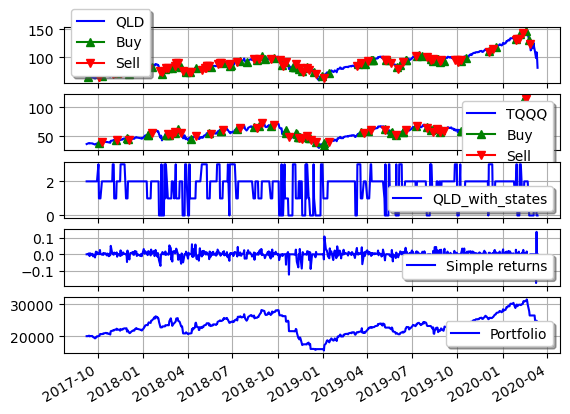 150
100
QLD
Buy
Sell
100
50
TQQQ
Buy
Sell
2
0
QLD_with_states
0.1
0.0
−0.1
Simple returns
30000
20000
Portfolio
2017-10 2018-01 2018-04 2018-07 2018-10 2019-01 2019-04 2019-07 2019-10 2020-01 2020-04